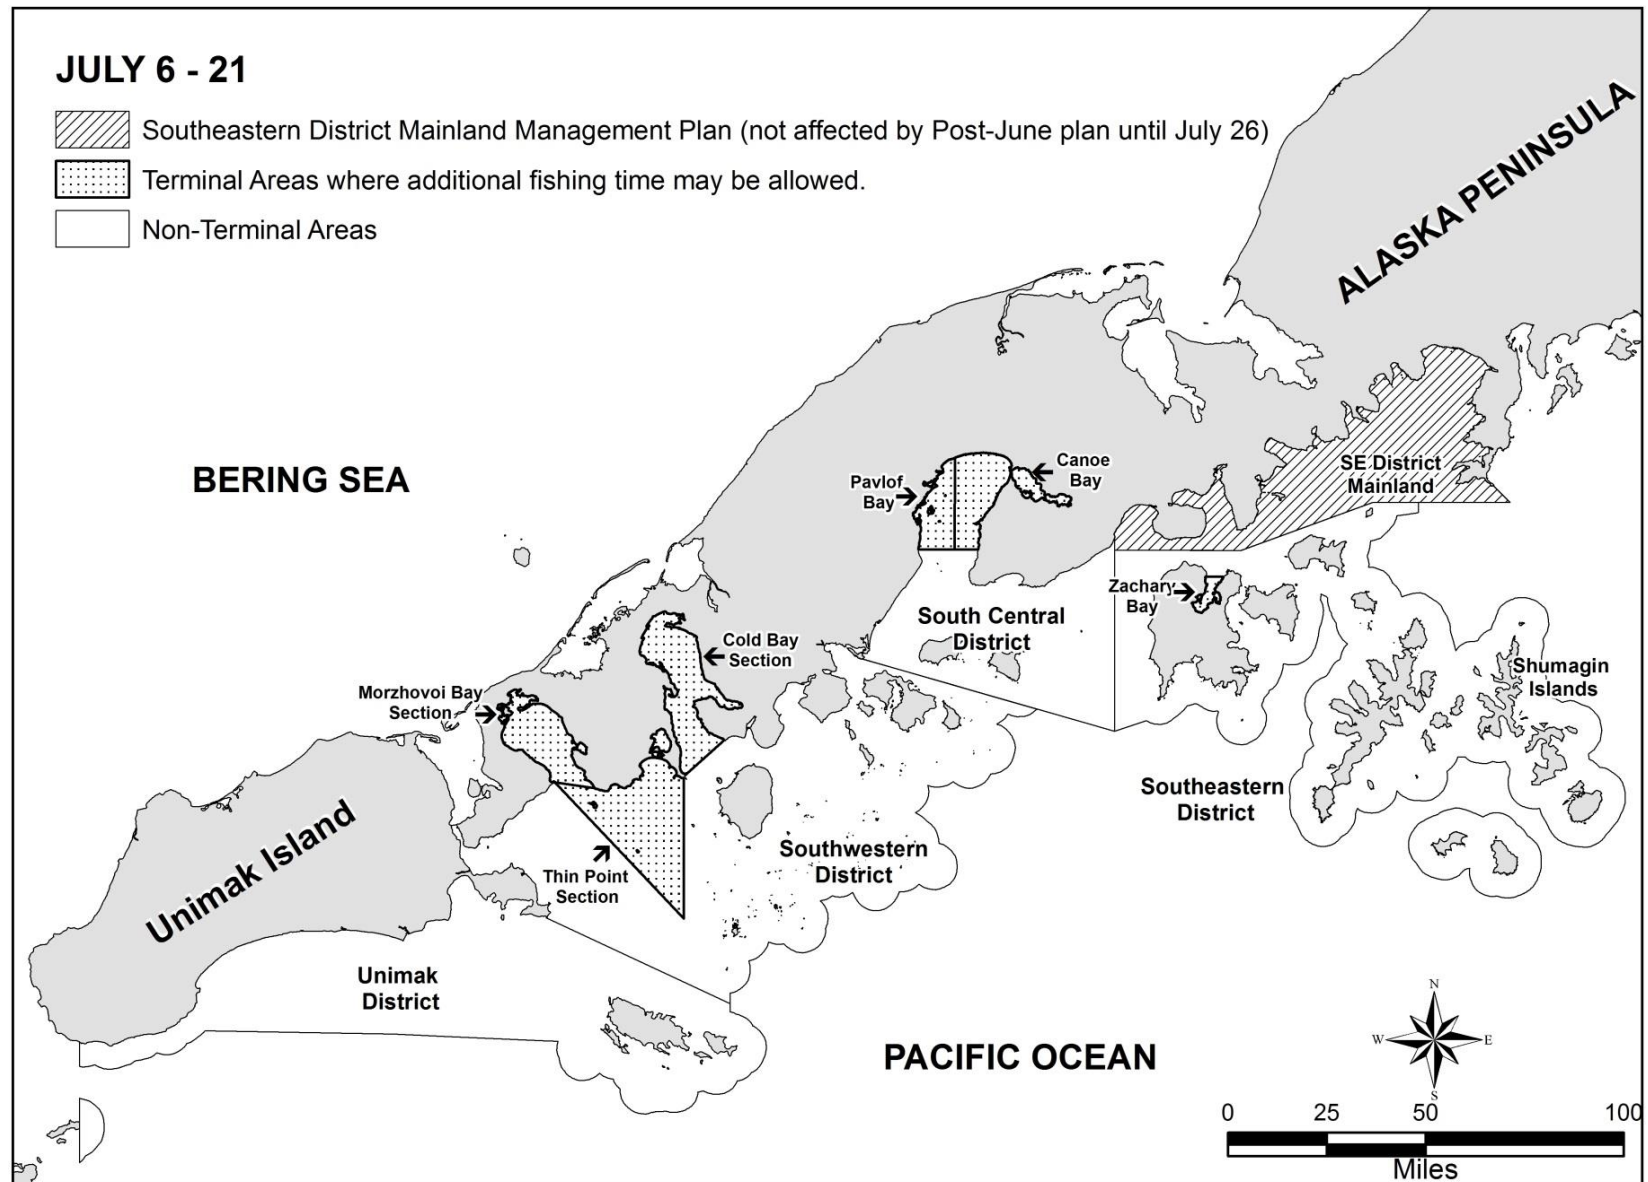 JULY 6 - 21
Southeastern District Mainland Management Plan (not affected by Post-June plan until July 26)
Terminal Areas where additional fishing time may be allowed.
Non-Terminal Areas
ALASKA PENINSULA
BERING SEA
Pavlof
Bay
Canoe
Bay
SE District
Mainland
Zachary
Bay
South Central
District
Cold Bay
Section
Morzhovoi Bay
Section
Shumagin
Islands
Southeastern
District
Southwestern
District
Thin Point
Section
Unimak Island
Unimak
District
PACIFIC OCEAN
N
W
E
S
0 25 50 100
Miles